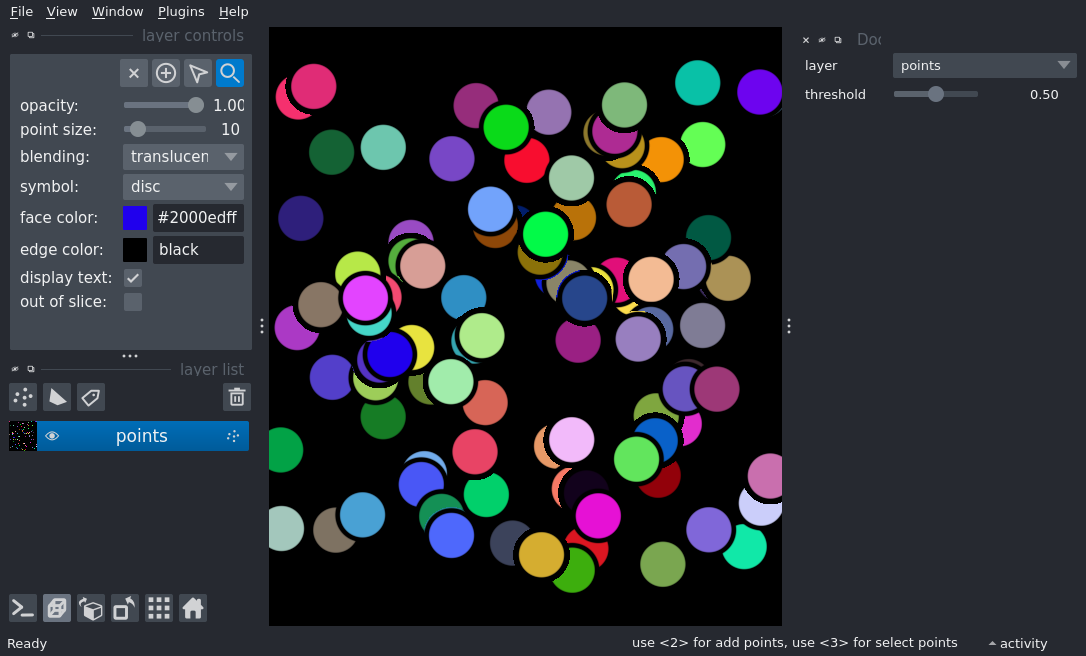 File View Window Plugins Help
layer controls
opacity: 1.00
point size: 10
blending: translucen
symbol: disc
face color: #2000edff
edge color: black
display text:
out of slice:
layer list
points
Doc
layer points
threshold 0.50
Ready use <2> for add points, use <3> for select points activity